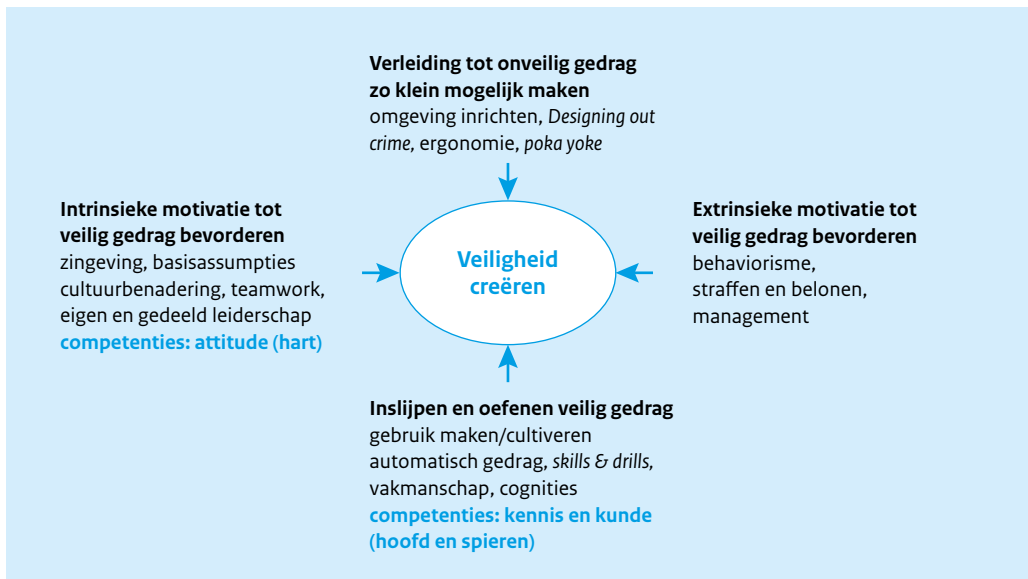 Verleiding tot onveilig gedrag
zo klein mogelijk maken
omgeving inrichten, Designing out
crime, ergonomie, poka yoke
Intrinsieke motivatie tot
veilig gedrag bevorderen
zingeving, basisassumpties
cultuurbenadering, teamwork,
eigen en gedeeld leiderschap
competenties: attitude (hart)
Veiligheid
creëren
Extrinsieke motivatie tot
veilig gedrag bevorderen
behaviorisme,
straffen en belonen,
management
Inslijpen en oefenen veilig gedrag
gebruik maken/cultiveren
automatisch gedrag, skills & drills,
vakmanschap, cognities
competenties: kennis en kunde
(hoofd en spieren)